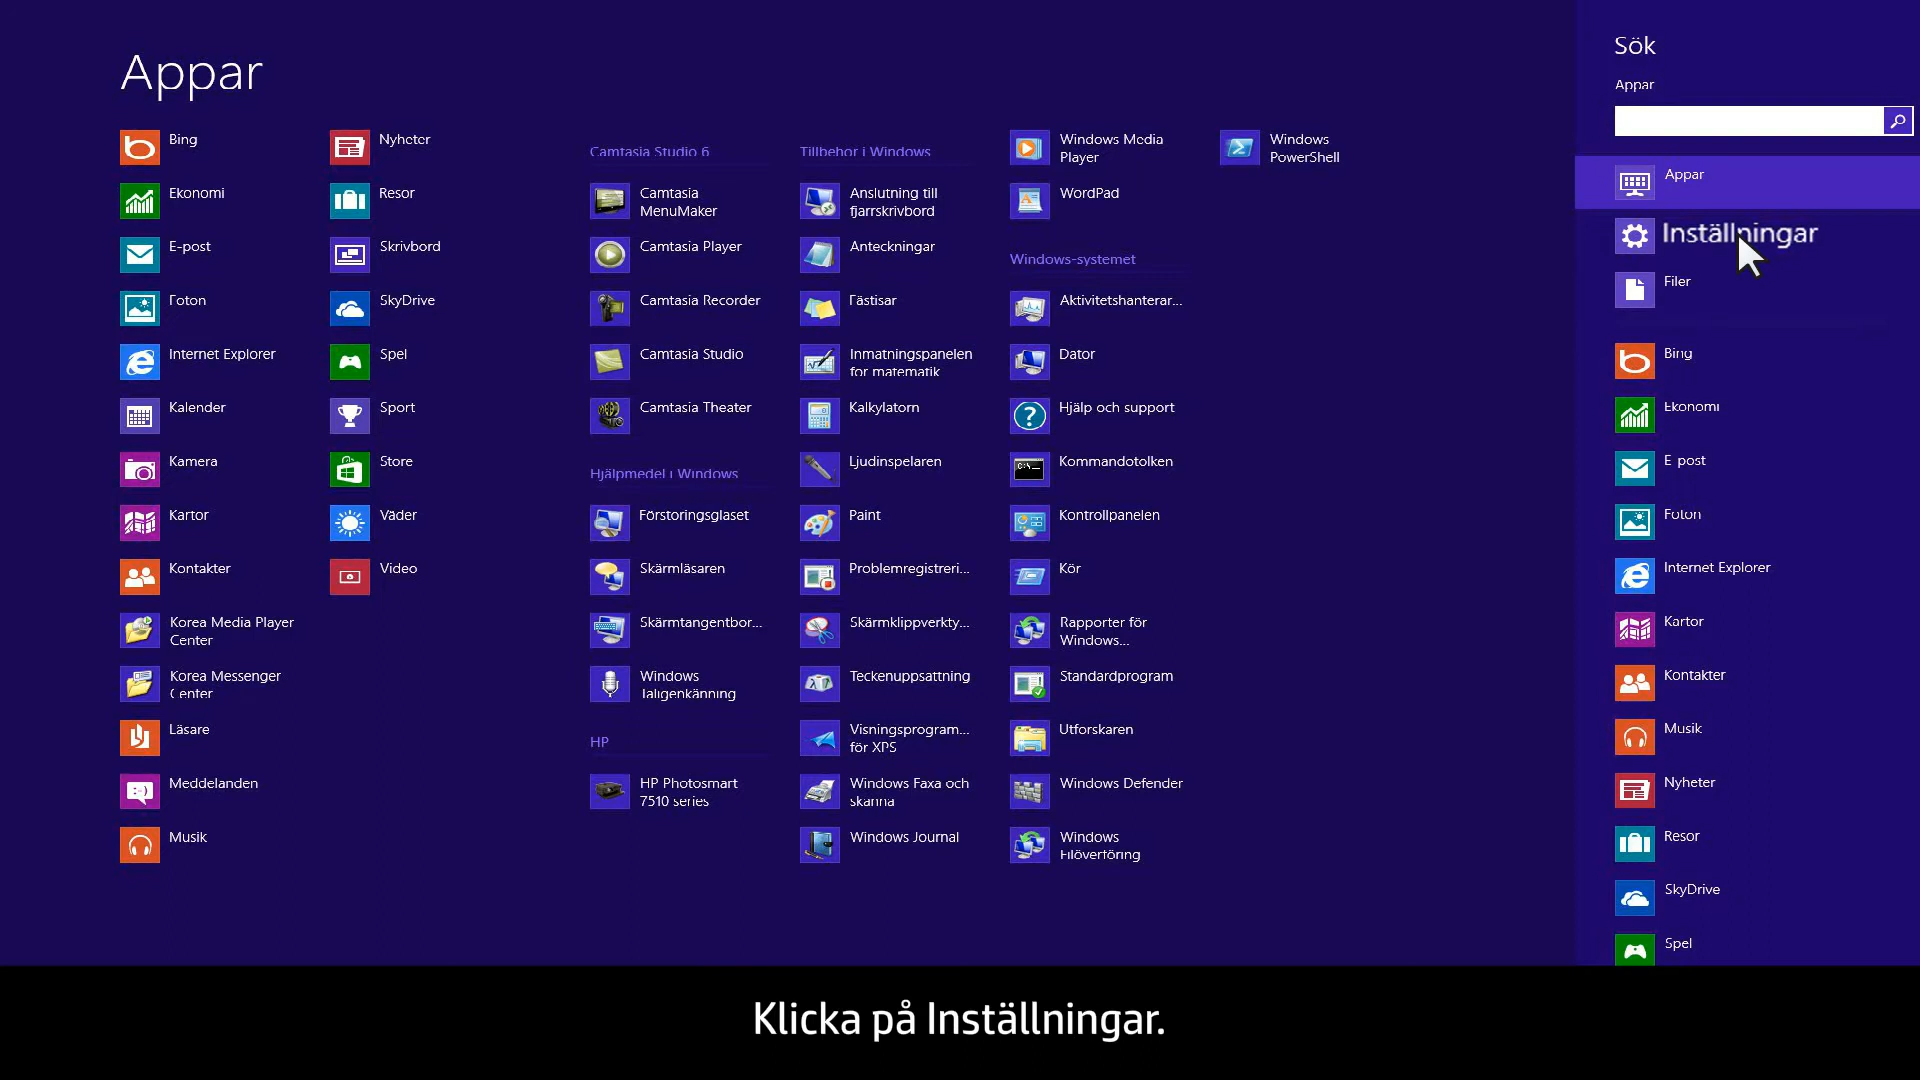 Appar
Bing
Ekonomi
E-post
Foton
Internet Explorer
Kalender
Kamera
Kartor
Kontakter
Korea Media Player
Center
Korea Messenger
Center
Läsare
Meddelanden
Musik
Nyheter
Resor
Skrivbord
SkyDrive
Spel
Sport
Store
Väder
Video
Camtasia Studio 6
Camtasia
MenuMaker
Camtasia Player
Camtasia Recorder
Camtasia Studio
Camtasia Theater
Hjälpmedel i Windows
Förstoringsglaset
Skärmläsaren
Skärmtangentbor...
Windows
Taligenkänning
HP
HP Photosmart
7510 series
Tillbehör i Windows
Anslutning till
fjärrskrivbord
Anteckningar
Fästisar
Inmatningspanelen
för matematik
Kalkylatorn
Ljudinspelaren
Paint
Problemregistreri...
Skärmklippverkty...
Teckenuppsättning
Visningsprogram...
för XPS
Windows Faxa och
skanna
Windows Journal
Windows Media
Player
WordPad
Windows-systemet
Aktivitetshanterar...
Dator
Hjälp och support
Kommandotolken
Kontrollpanelen
Kör
Rapporter för
Windows...
Standardprogram
Utforskaren
Windows Defender
Windows
Filöverföring
Windows
PowerShell
Sök
Appar
Appar
Inställningar
Filer
Bing
Ekonomi
E-post
Foton
Internet Explorer
Kartor
Kontakter
Musik
Nyheter
Resor
SkyDrive
Spel
Klicka på Inställningar.